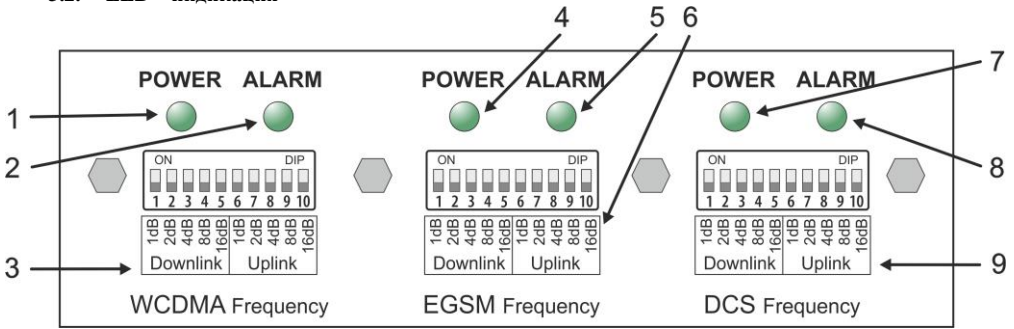 4 5 6
POWER ALARM POWER ALARM POWER ALARM 7
1
2 8
ON DIP ON DIP ON DIP
1 2 3 4 5 6 7 8 9 10 1 2 3 4 5 6 7 8 9 10 1 2 3 4 5 6 7 8 9 10
1dB 2dB 4dB 8dB 16dB 1dB 2dB 4dB 8dB 16dB 1dB 2dB 4dB 8dB 16dB 1dB 2dB 4dB 8dB 16dB 1dB 2dB 4dB 8dB 16dB 1dB 2dB 4dB 8dB 16dB
3 Downlink Uplink Downlink Uplink Downlink Uplink 9
WCDMA Frequency EGSM Frequency DCS Frequency